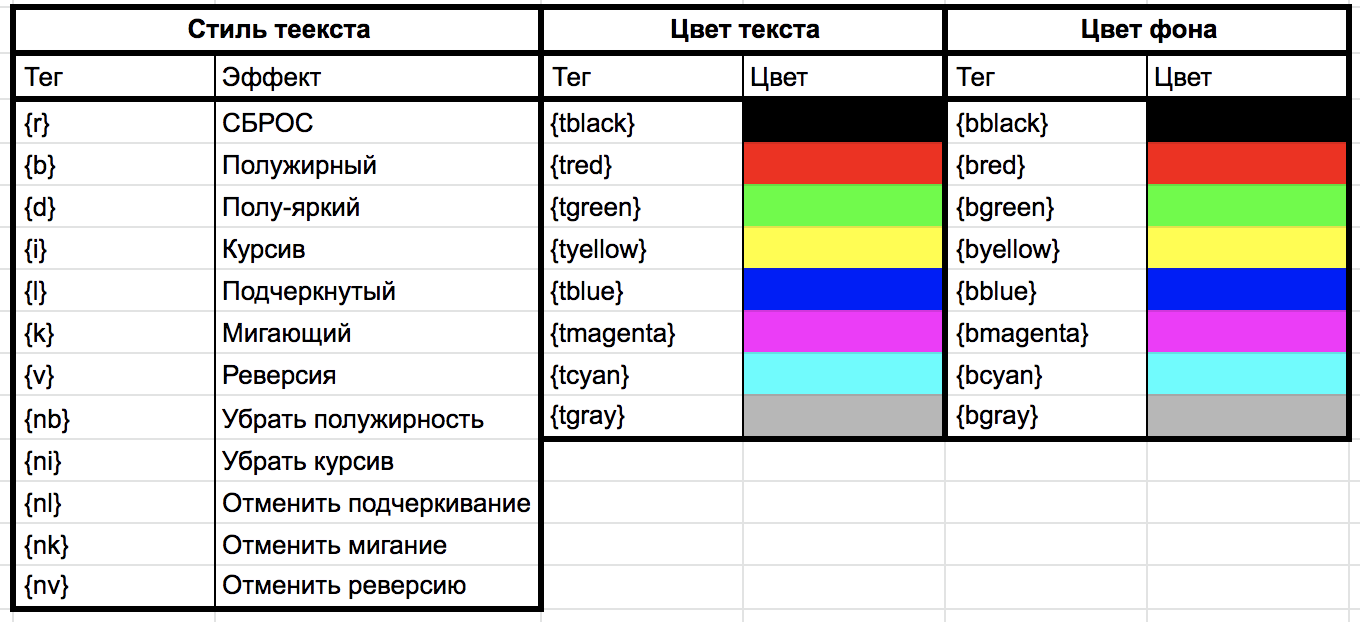 Стиль теекста Цвет текста Цвет фона
Тег Эффект Тег Цвет Тег Цвет
{r} СБРОС {tblack} {bblack}
{b} Полужирный {tred} {bred}
{d} Полу-яркий {tgreen} {bgreen}
{i} Курсив {tyellow} {byellow}
{l} Подчеркнутый {tblue} {bblue}
{k} Мигающий {tmagenta} {bmagenta}
{v} Реверсия {tcyan} {bcyan}
{nb} Убрать полужирность {tgray} {bgray}
{ni} Убрать курсив
{nl} Отменить подчеркивание
{nk} Отменить мигание
{nv} Отменить реверсию